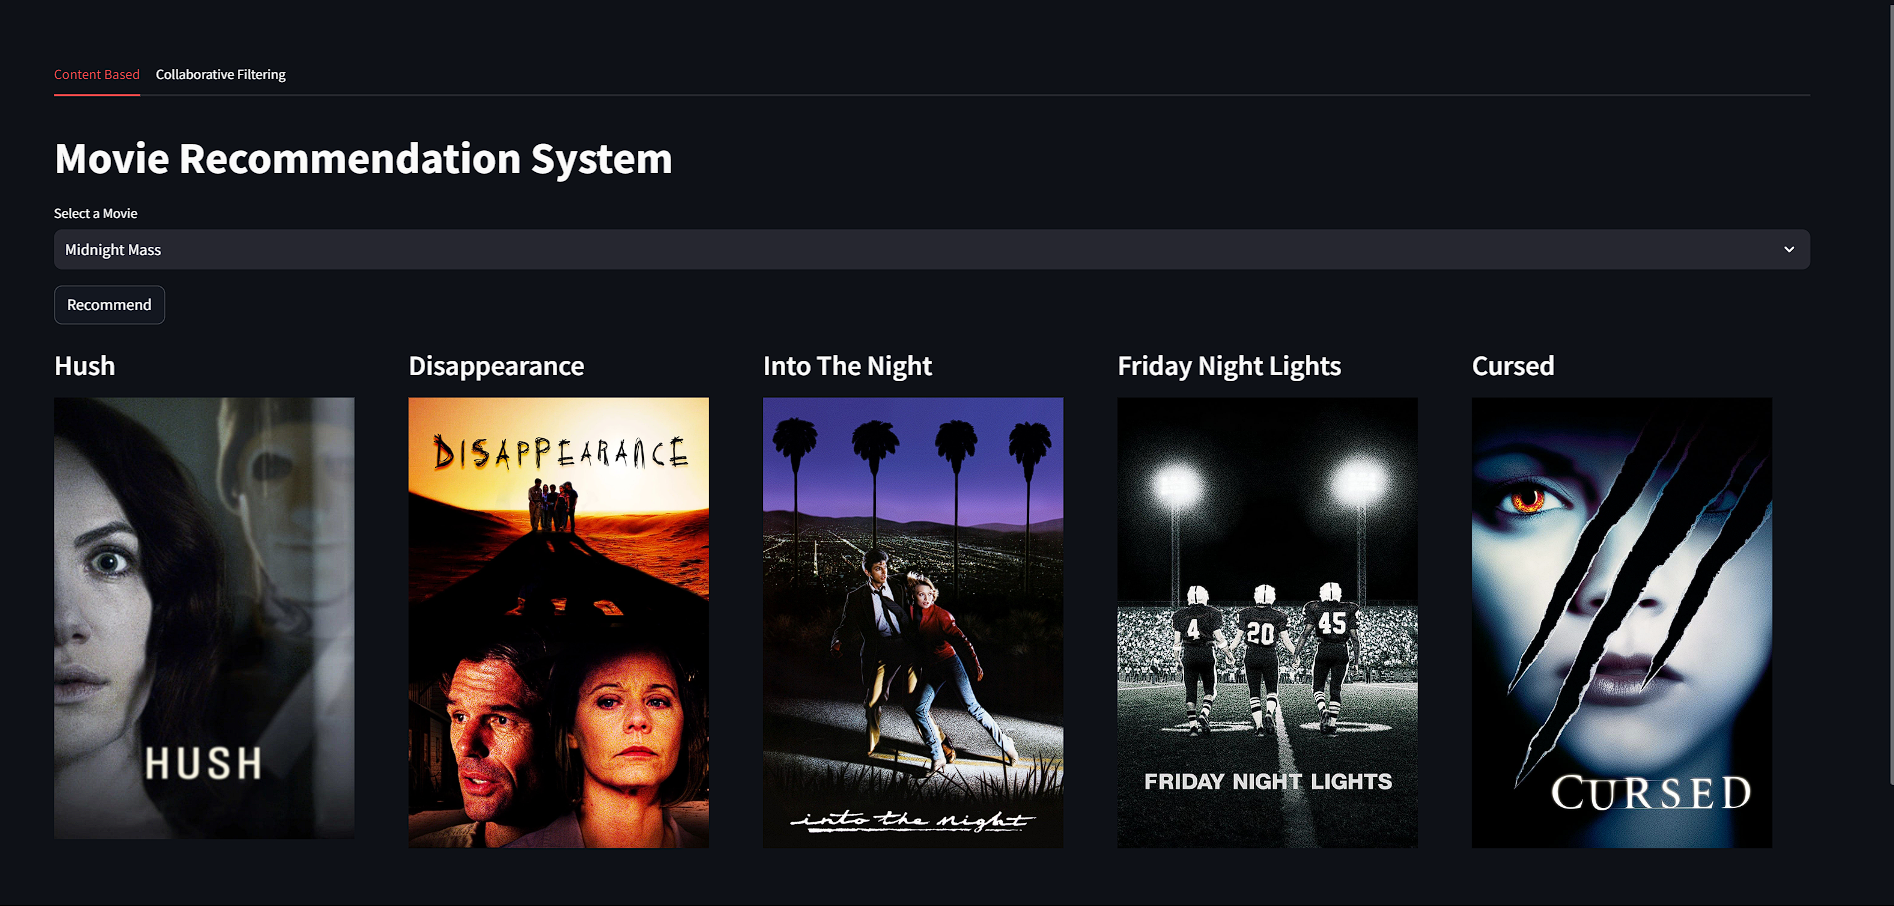 Content Based Collaborative Filtering
Movie Recommendation System
Select a Movie
Midnight Mass
Recommend
Hush Disappearance Into The Night Friday Night Lights Cursed
DISAPPEARANCE
4 20 45
HUSH
into the night
FRIDAY NIGHT LIGHTS
CURSED